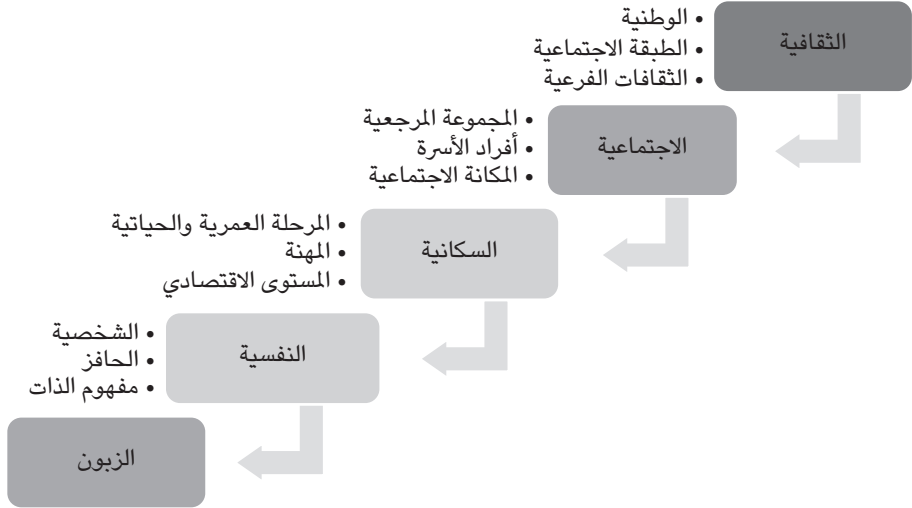 الثقافية
• الوطنية
• الطبقة الاجتماعية
• الثقافات الفرعية
الاجتماعية
• المجموعة المرجعية
• أفراد الأسرة
• المكانة الاجتماعية
السكانية
• المرحلة العمرية والحياتية
• المهنة
• المستوى الاقتصادي
النفسية
• الشخصية
• الحافز
• مفهوم الذات
الزبون